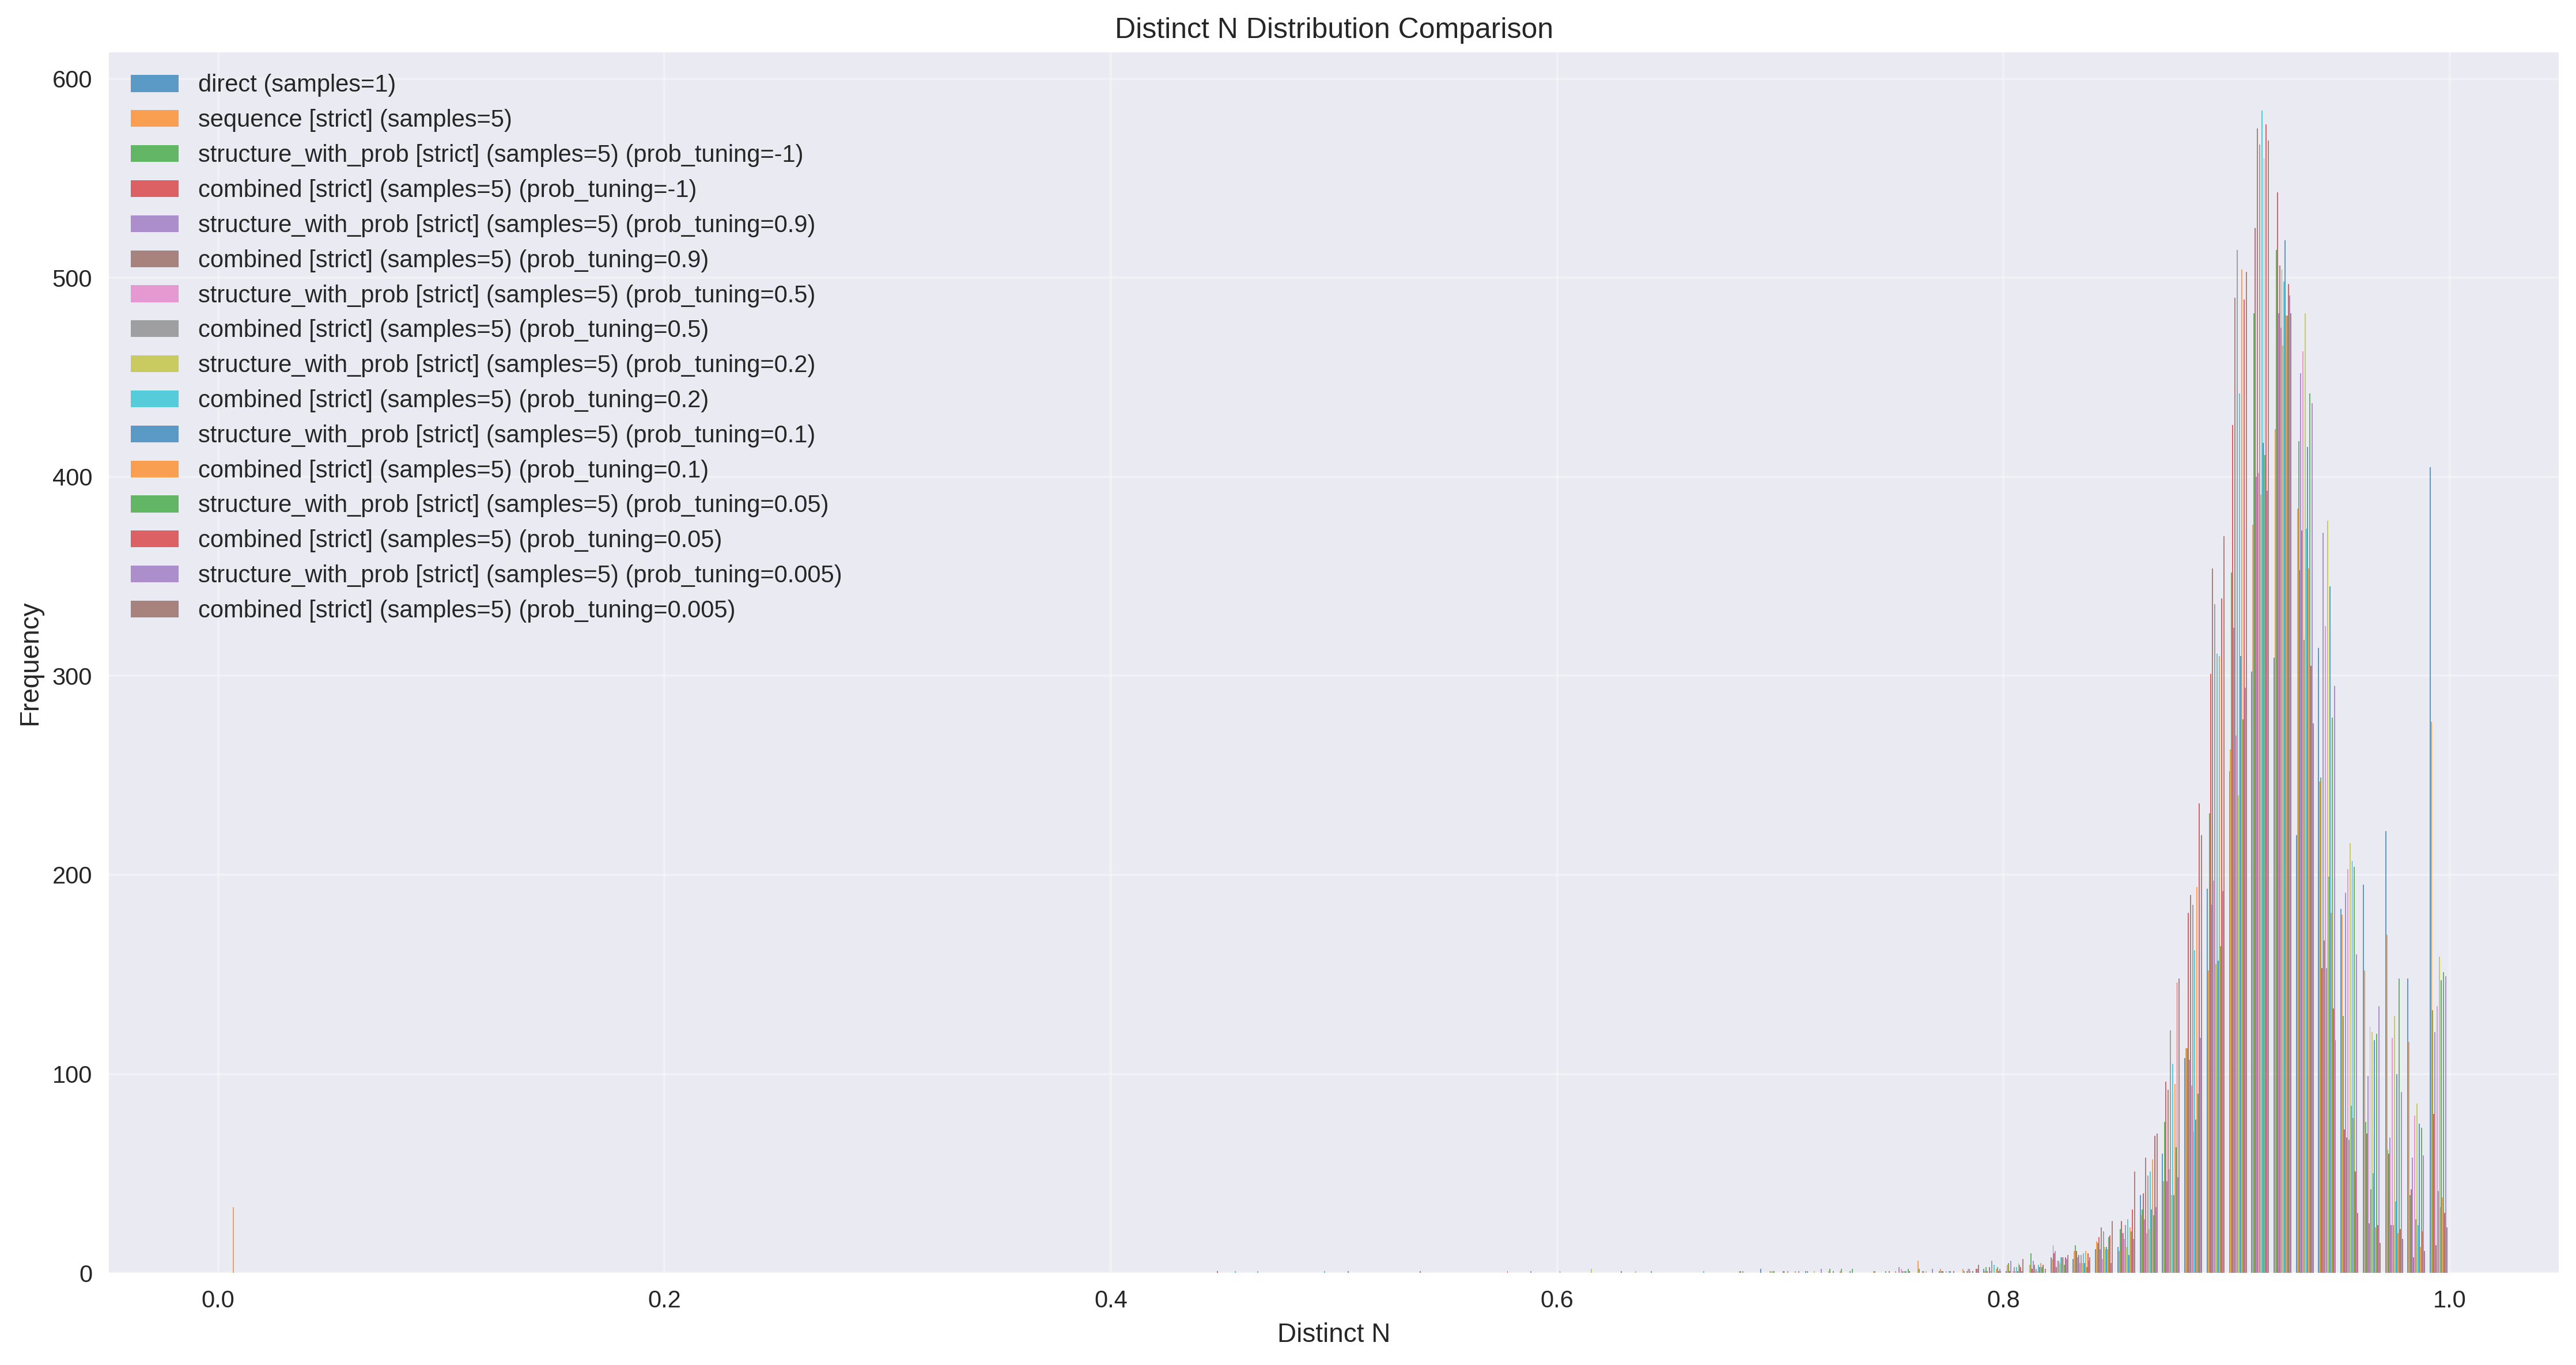 Distinct N Distribution Comparison
direct (samples=1)
sequence [strict] (samples=5)
structure_with_prob [strict] (samples=5) (prob_tuning=-1)
combined [strict] (samples=5) (prob_tuning=-1)
structure_with_prob [strict] (samples=5) (prob_tuning=0.9)
combined [strict] (samples=5) (prob_tuning=0.9)
structure_with_prob [strict] (samples=5) (prob_tuning=0.5)
combined [strict] (samples=5) (prob_tuning=0.5)
structure_with_prob [strict] (samples=5) (prob_tuning=0.2)
combined [strict] (samples=5) (prob_tuning=0.2)
structure_with_prob [strict] (samples=5) (prob_tuning=0.1)
combined [strict] (samples=5) (prob_tuning=0.1)
structure_with_prob [strict] (samples=5) (prob_tuning=0.05)
combined [strict] (samples=5) (prob_tuning=0.05)
structure_with_prob [strict] (samples=5) (prob_tuning=0.005)
combined [strict] (samples=5) (prob_tuning=0.005)
Frequency
600
500
400
300
200
100
0
0.0 0.2 0.4 0.6 0.8 1.0
Distinct N